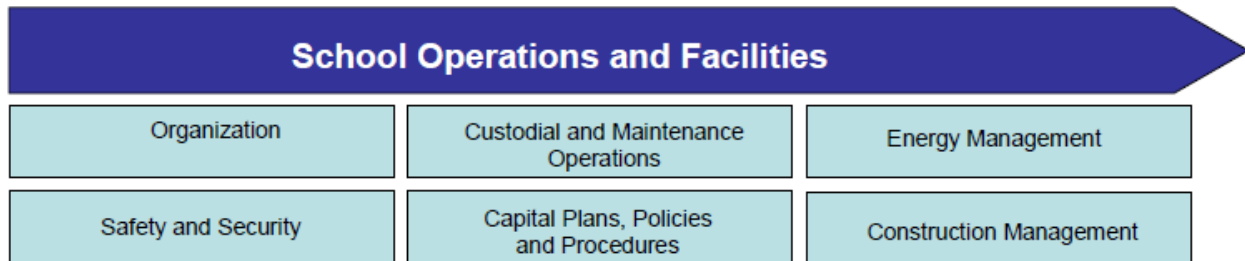 School Operations and Facilities
Organization
Custodial and Maintenance
Operations
Energy Management
Safety and Security
Capital Plans, Policies
and Procedures
Construction Management